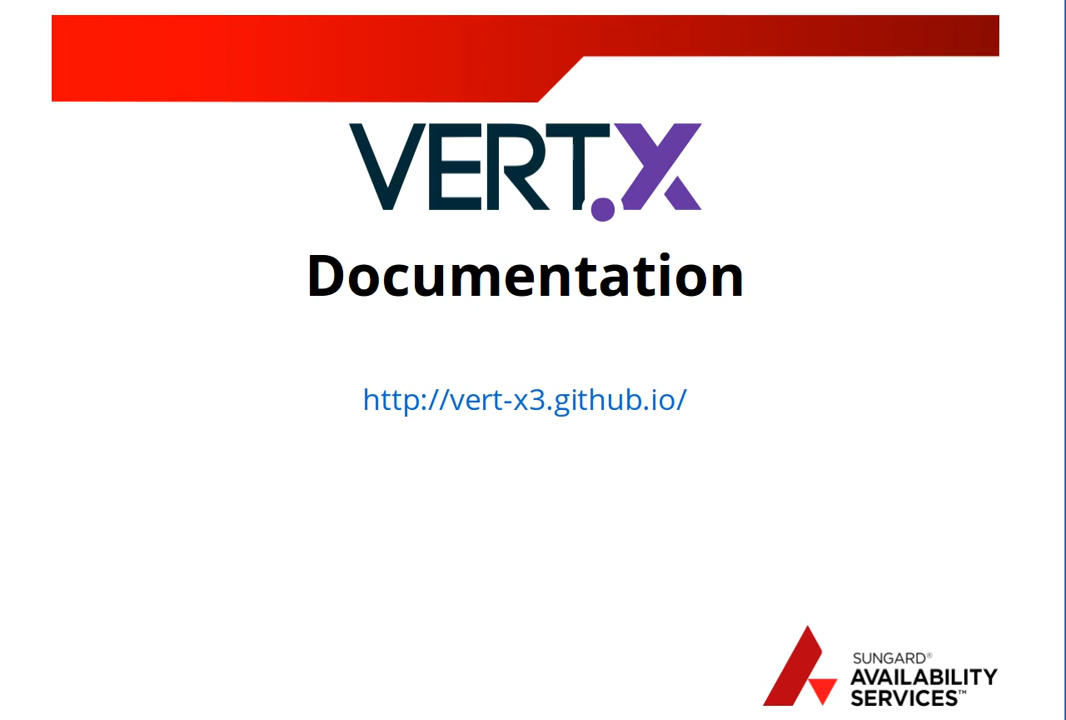 VERT.X
Documentation
http://vert-x3.github.io/
SUNGARD®
AVAILABILITY
SERVICES™